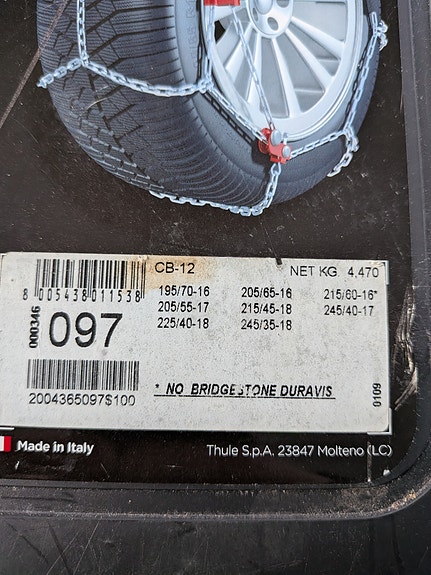 CB-12
NET KG. 4,470
8 005438 011538
195/70-16 205/65-16 215/60-16*
205/55-17 215/45-18 245/40-17
225/40-18 245/35-18
000346
097
* NO BRIDGESTONE DURAVIS
2004365097$100
0109
Made in Italy
Thule S.p.A. 23847 Molteno (LC)